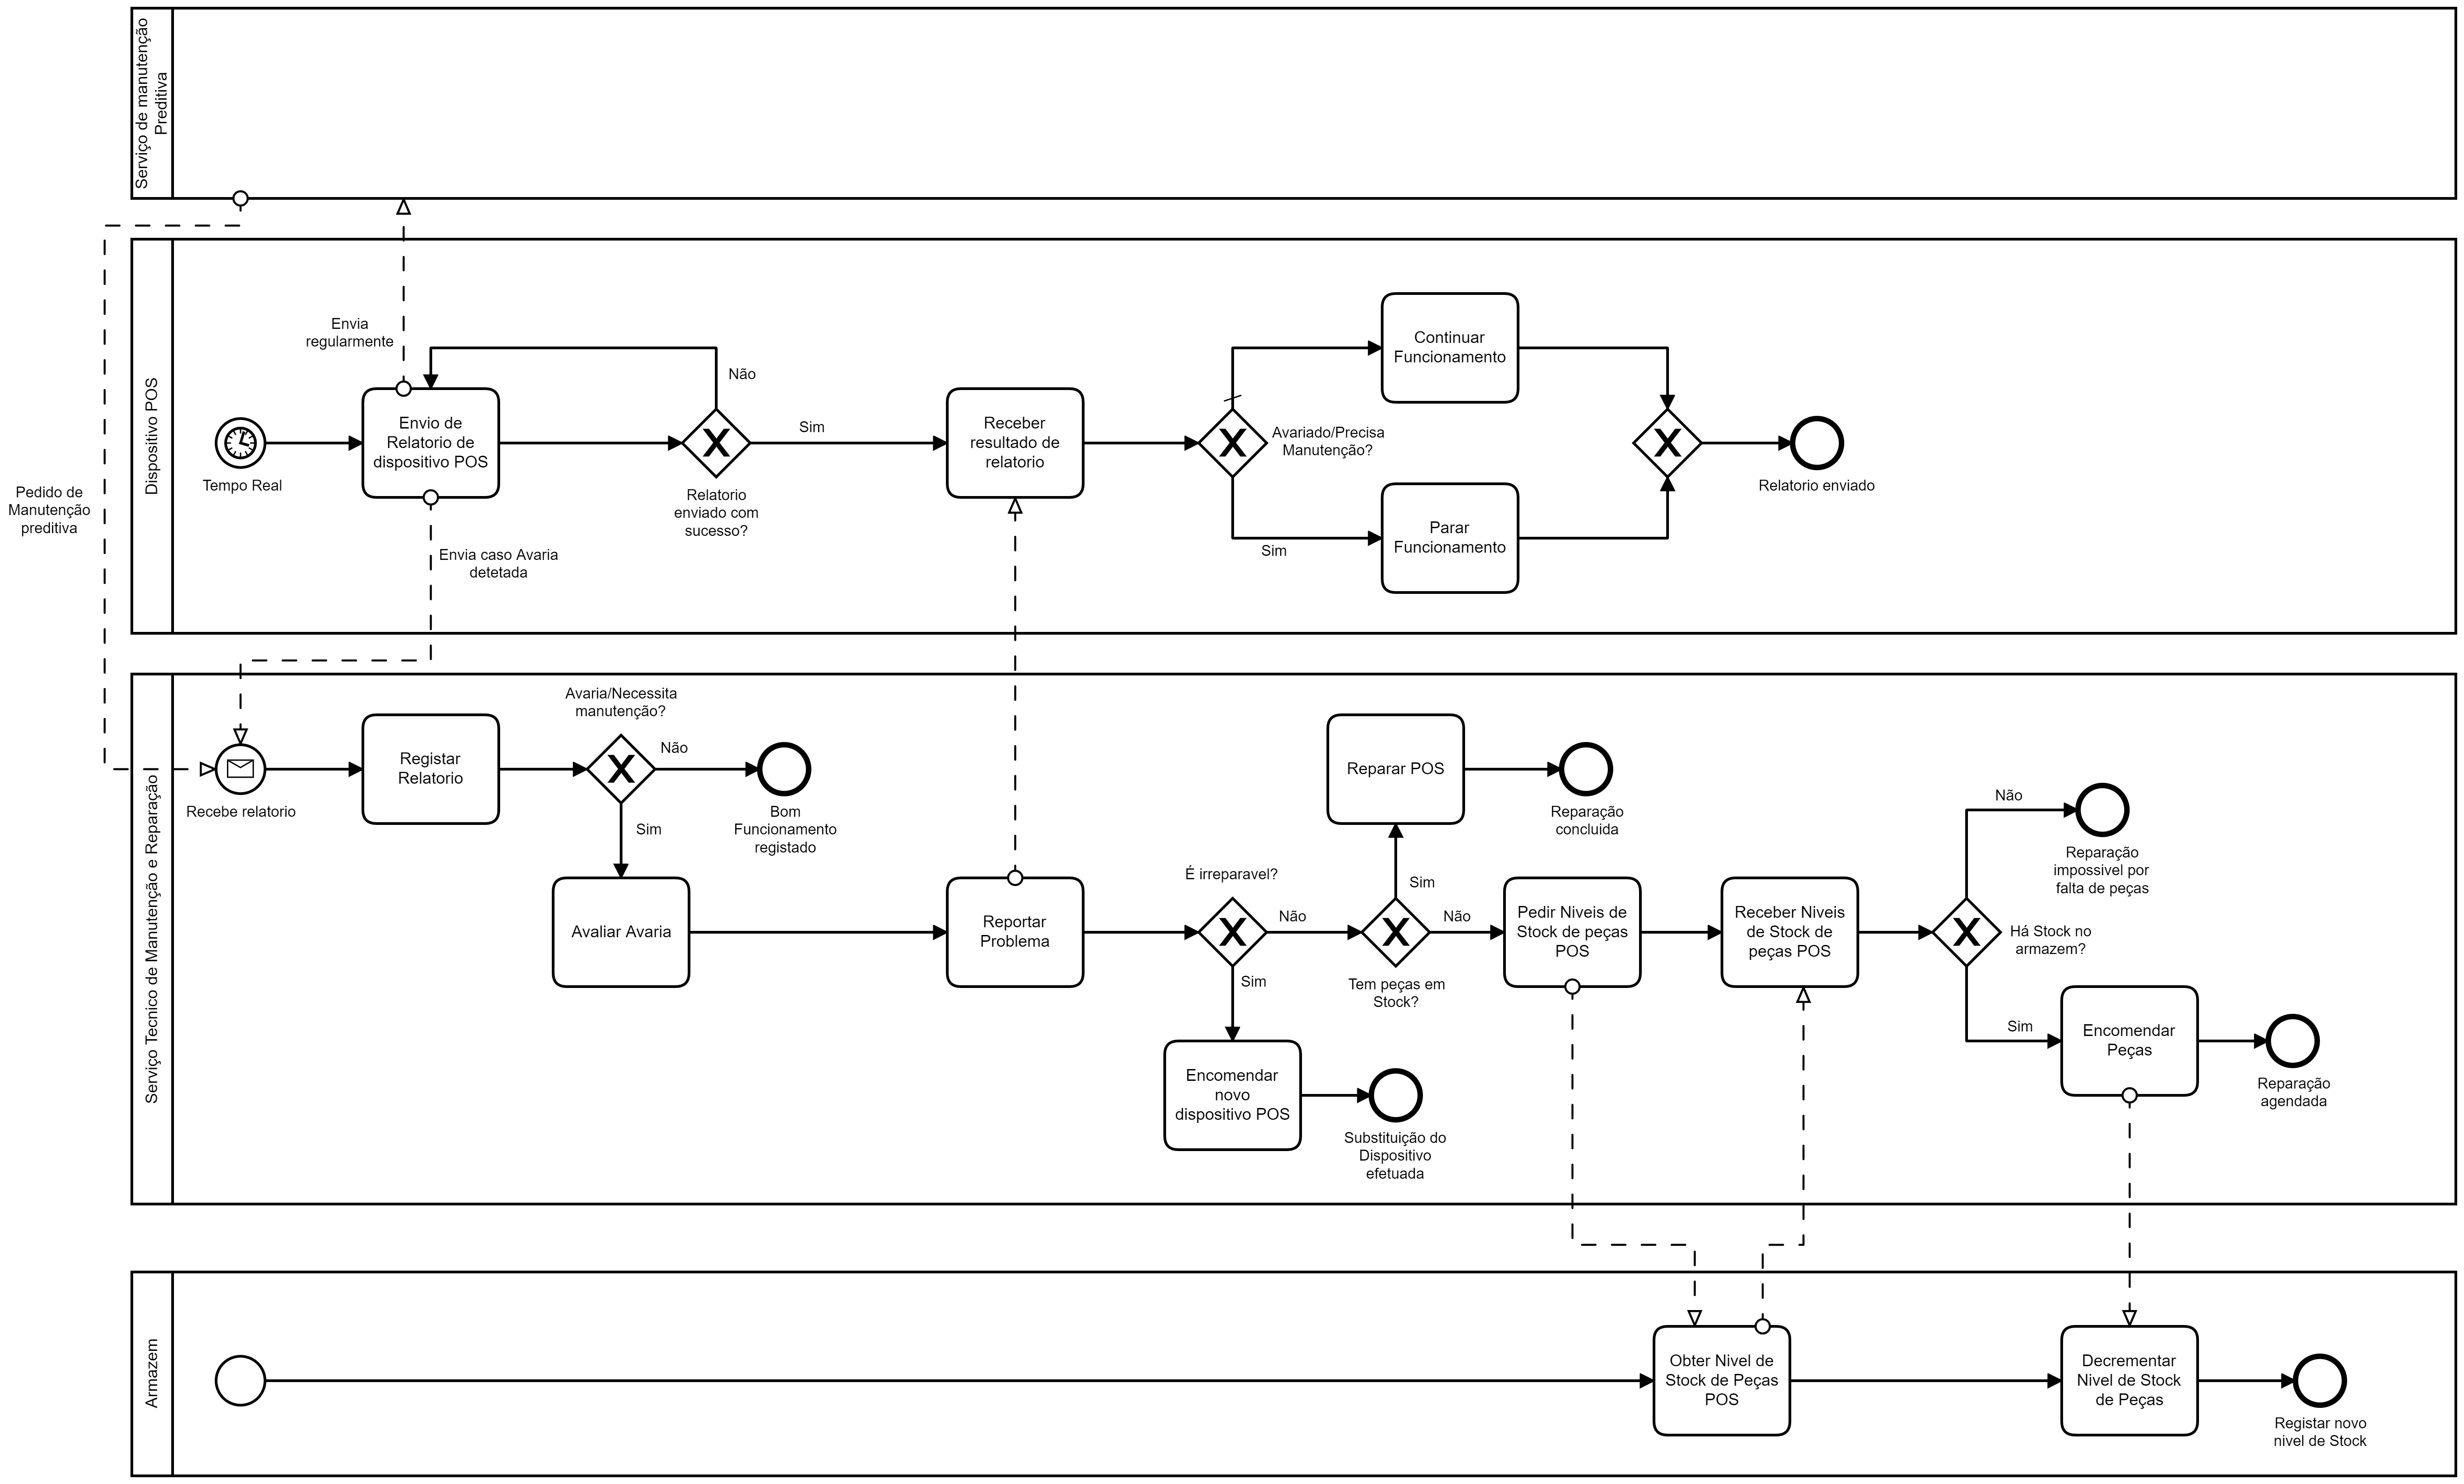 Serviço de manutenção
Preditiva
Pedido de
Manutenção
preditiva
Dispositivo POS
Envia
regularmente
Tempo Real
Envio de
Relatorio de
dispositivo POS
Envia caso Avaria
detetada
Não
Relatorio
enviado com
sucesso?
Sim
Receber
resultado de
relatorio
Avariado/Precisa
Manutenção?
Sim
Continuar
Funcionamento
Parar
Funcionamento
Relatorio enviado
Serviço Tecnico de Manutenção e Reparação
Recebe relatorio
Registar
Relatorio
Avaria/Necessita
manutenção?
Não
Bom
Funcionamento
registado
Sim
Avaliar Avaria
Reportar
Problema
É irreparavel?
Sim
Encomendar
novo
dispositivo POS
Substituição do
Dispositivo
efetuada
Não
Tem peças em
Stock?
Sim
Reparar POS
Reparação
concluida
Não
Pedir Niveis de
Stock de peças
POS
Receber Niveis
de Stock de
peças POS
Há Stock no
armazem?
Não
Reparação
impossivel por
falta de peças
Sim
Encomendar
Peças
Reparação
agendada
Armazem
Obter Nivel de
Stock de Peças
POS
Decrementar
Nivel de Stock
de Peças
Registar novo
nivel de Stock